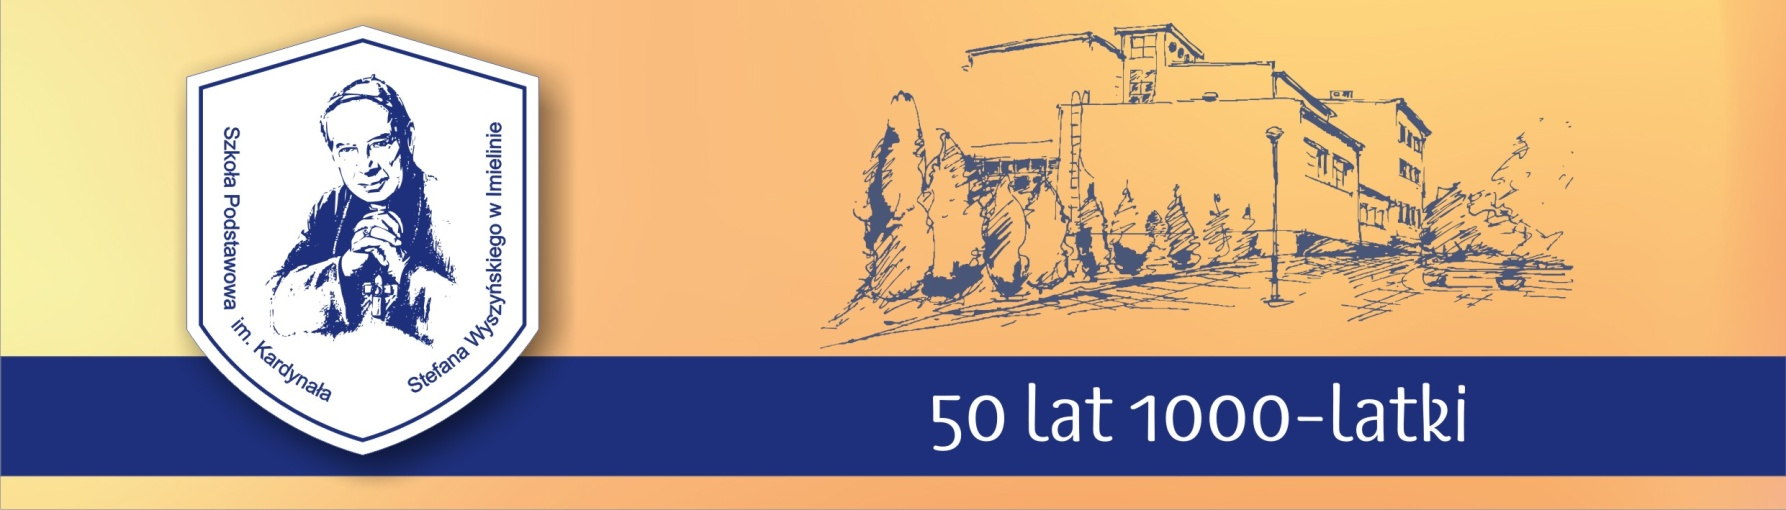 Szkoła Podstawowa im. Kardynała
Stefana Wyszyńskiego w Imielinie
50 lat 1000-latki